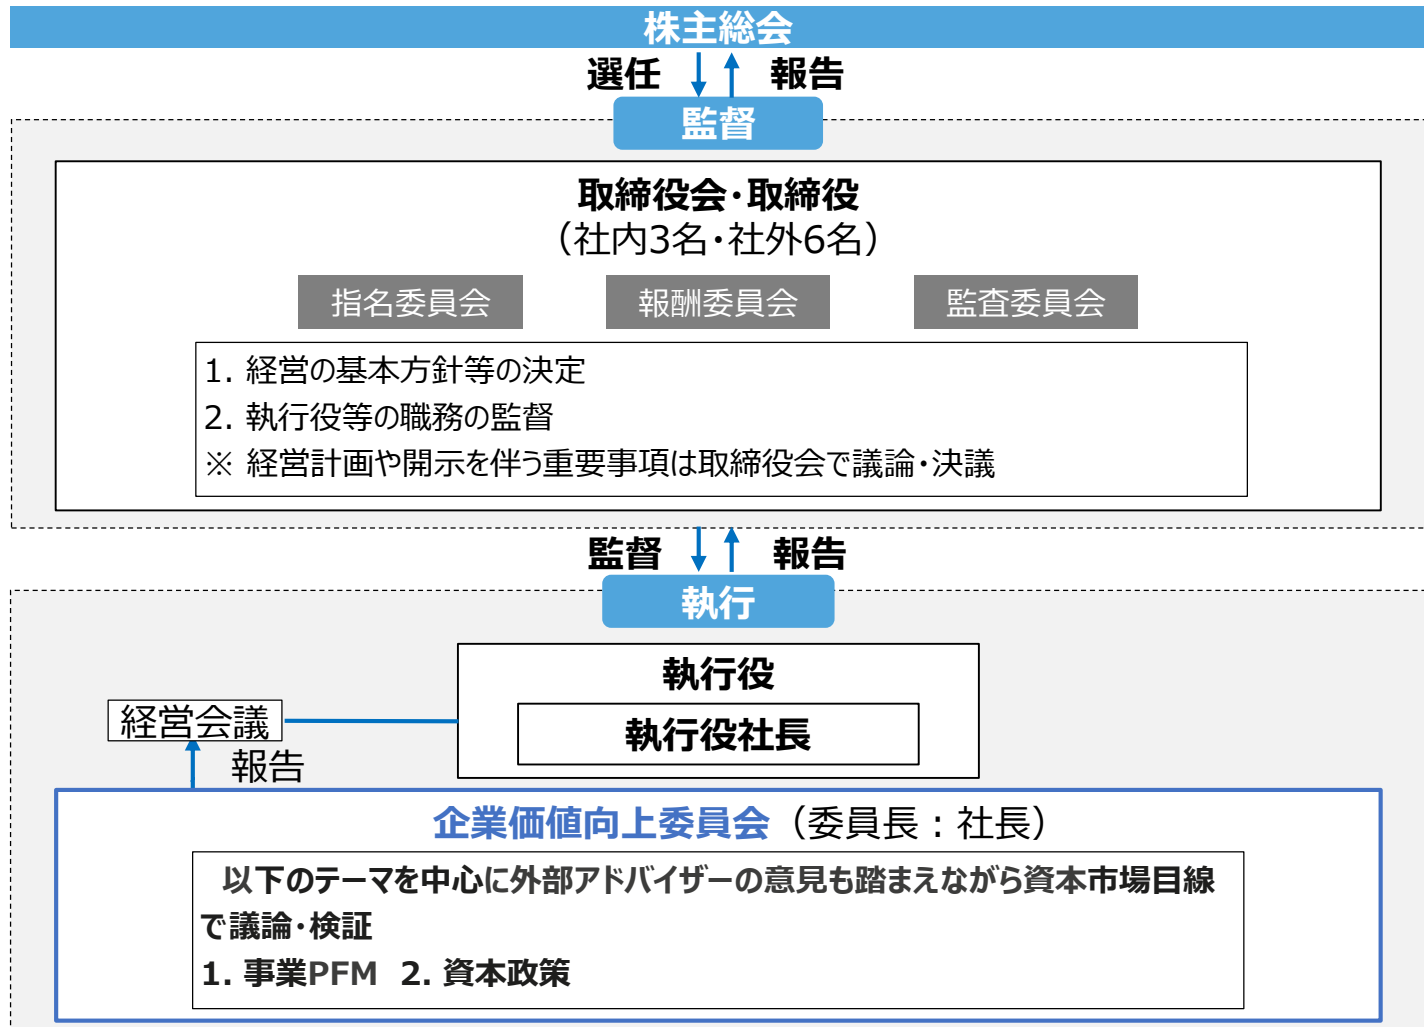 株主総会
選任 報告
監督
取締役会・取締役
（社内3名・社外6名）
指名委員会 報酬委員会 監査委員会
1. 経営の基本方針等の決定
2. 執行役等の職務の監督
※ 経営計画や開示を伴う重要事項は取締役会で議論・決議
監督 報告
執行
執行役
執行役社長
経営会議
報告
企業価値向上委員会（委員長：社長）
以下のテーマを中心に外部アドバイザーの意見も踏まえながら資本市場目線
で議論・検証
1. 事業PFM 2. 資本政策